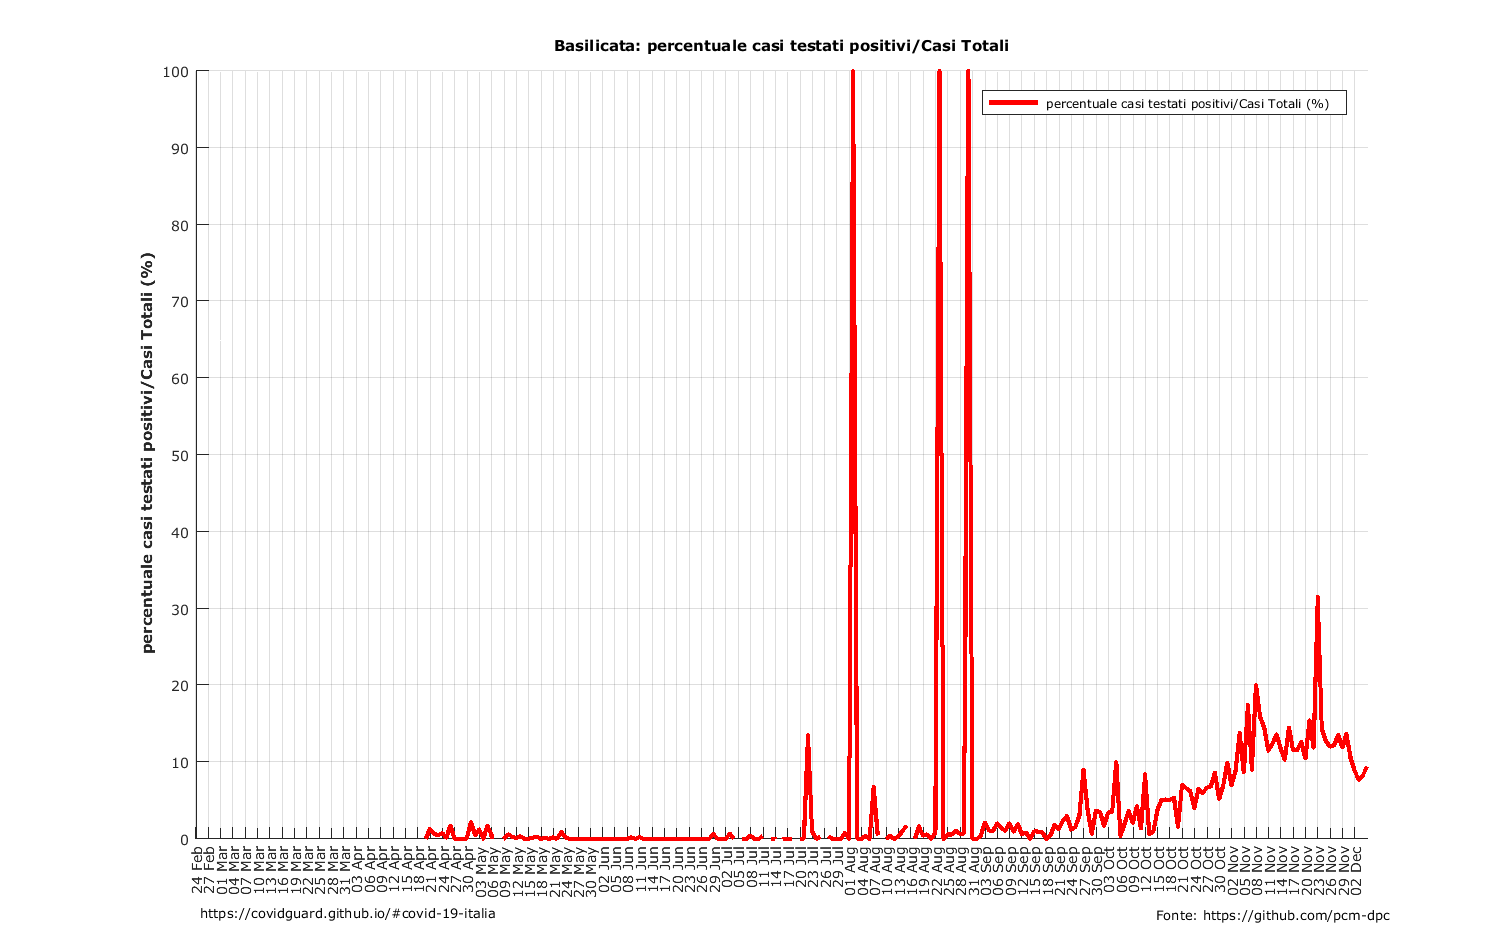 Basilicata: percentuale casi testati positivi/Casi Totali
percentuale casi testati positivi/Casi Totali (%)
percentuale casi testati positivi/Casi Totali (%)
100
90
80
70
60
50
40
30
20
10
0
24 Feb
27 Feb
01 Mar
04 Mar
07 Mar
10 Mar
13 Mar
16 Mar
19 Mar
22 Mar
25 Mar
28 Mar
31 Mar
03 Apr
06 Apr
09 Apr
12 Apr
15 Apr
18 Apr
21 Apr
24 Apr
27 Apr
30 Apr
03 May
06 May
09 May
12 May
15 May
18 May
21 May
24 May
27 May
30 May
02 Jun
05 Jun
08 Jun
11 Jun
14 Jun
17 Jun
20 Jun
23 Jun
26 Jun
29 Jun
02 Jul
05 Jul
08 Jul
11 Jul
14 Jul
17 Jul
20 Jul
23 Jul
26 Jul
29 Jul
01 Aug
04 Aug
07 Aug
10 Aug
13 Aug
16 Aug
19 Aug
22 Aug
25 Aug
28 Aug
31 Aug
03 Sep
06 Sep
09 Sep
12 Sep
15 Sep
18 Sep
21 Sep
24 Sep
27 Sep
30 Sep
03 Oct
06 Oct
09 Oct
12 Oct
15 Oct
18 Oct
21 Oct
24 Oct
27 Oct
30 Oct
02 Nov
05 Nov
08 Nov
11 Nov
14 Nov
17 Nov
20 Nov
23 Nov
26 Nov
29 Nov
02 Dec
https://covidguard.github.io/#covid-19-italia
Fonte: https://github.com/pcm-dpc